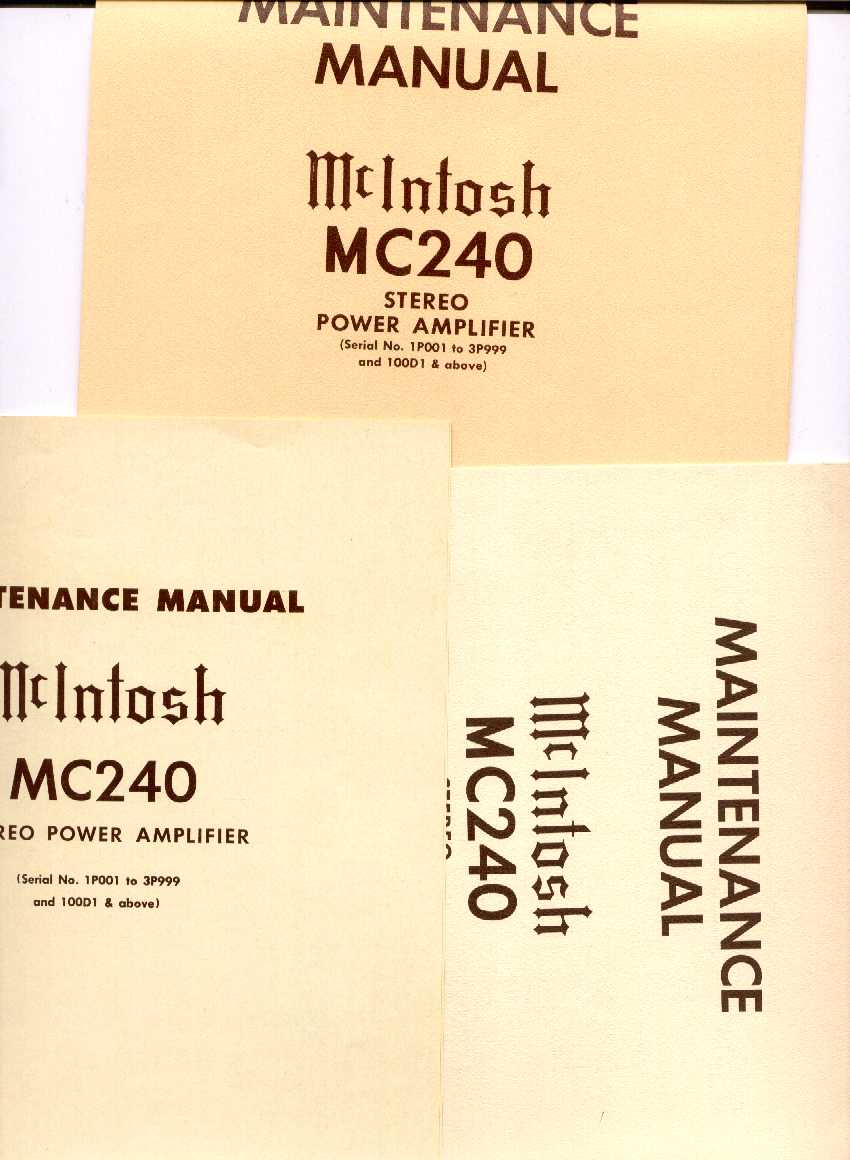 MAINTENANCE
MANUAL
McIntosh
MC240
STEREO
POWER AMPLIFIER
(Serial No. 1P001 to 3P999
and 100D1 & above)
TENANCE MANUAL
McIntosh
MC240
REO POWER AMPLIFIER
(Serial No. 1P001 to 3P999
and 100D1 & above)
MAINTENANCE
MANUAL
McIntosh
MC240
STEREO